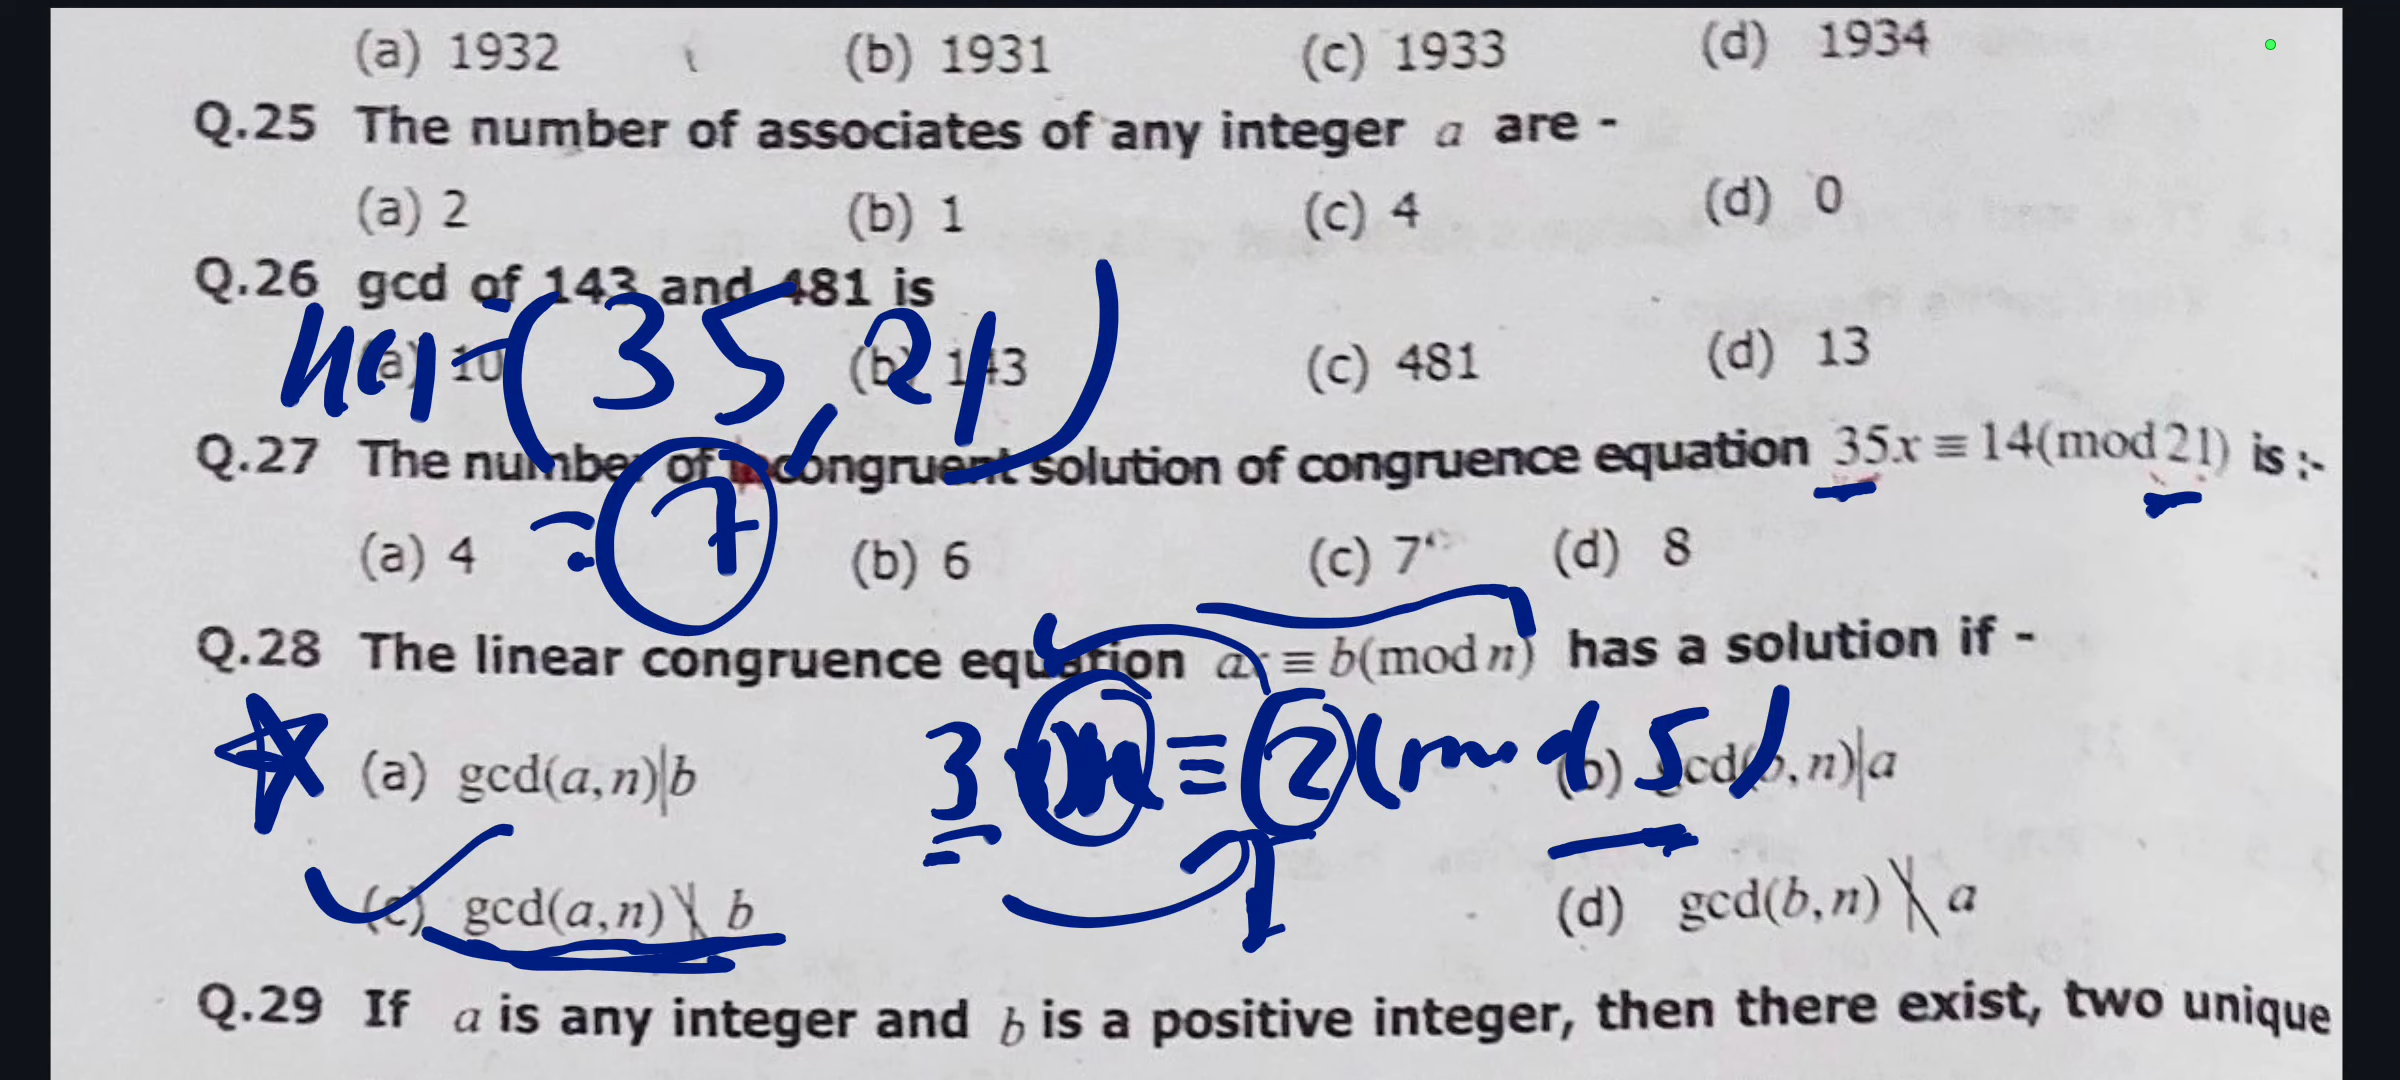 (a) 1932 (b) 1931 (c) 1933 (d) 1934
Q.25 The number of associates of any integer a are -
(a) 2 (b) 1 (c) 4 (d) 0
Q.26 gcd of 143 and 481 is
(35, 21)
(a) 10 (b) 143 (c) 481 (d) 13
Q.27 The number of incongruent solution of congruence equation 35x ≡ 14(mod 21) is :-
= 7
(a) 4 (b) 6 (c) 7 (d) 8
Q.28 The linear congruence equation ax ≡ b(mod n) has a solution if -
3 ≡ 2 (mod 5)
(a) gcd(a,n)|b (b) gcd(b,n)|a
(c) gcd(a,n)∤ b (d) gcd(b,n)∤ a
Q.29 If a is any integer and b is a positive integer, then there exist, two unique